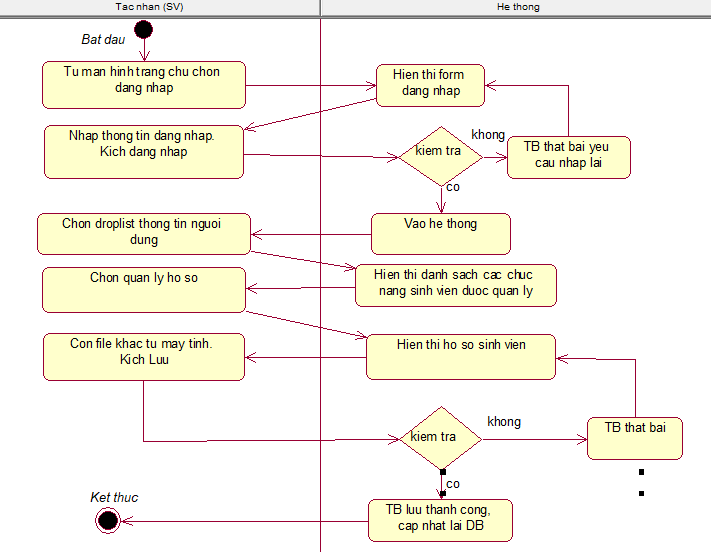 Tac nhan (SV)
He thong
Bat dau
Tu man hinh trang chu chon
dang nhap
Hien thi form
dang nhap
Nhap thong tin dang nhap.
Kich dang nhap
kiem tra
khong
TB that bai yeu
cau nhap lai
co
Chon droplist thong tin nguoi
dung
Vao he thong
Chon quan ly ho so
Hien thi danh sach cac chuc
nang sinh vien duoc quan ly
Con file khac tu may tinh.
Kich Luu
Hien thi ho so sinh vien
kiem tra
khong
TB that bai
co
Ket thuc
TB luu thanh cong,
cap nhat lai DB